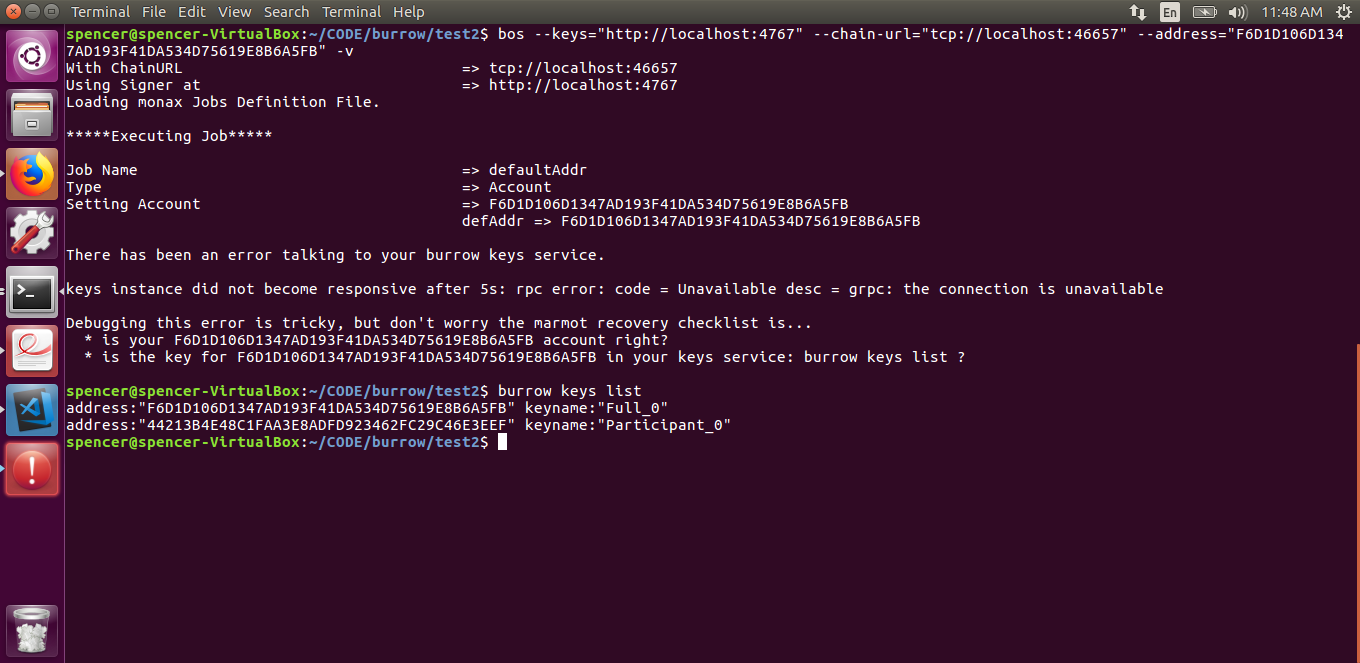 Terminal File Edit View Search Terminal Help En 11:48 AM
spencer@spencer-VirtualBox:~/CODE/burrow/test2$ bos --keys="http://localhost:4767" --chain-url="tcp://localhost:46657" --address="F6D1D106D134
7AD193F41DA534D75619E8B6A5FB" -v
With ChainURL => tcp://localhost:46657
Using Signer at => http://localhost:4767
Loading monax Jobs Definition File.
*****Executing Job*****
Job Name => defaultAddr
Type => Account
Setting Account => F6D1D106D1347AD193F41DA534D75619E8B6A5FB
defAddr => F6D1D106D1347AD193F41DA534D75619E8B6A5FB
There has been an error talking to your burrow keys service.
keys instance did not become responsive after 5s: rpc error: code = Unavailable desc = grpc: the connection is unavailable
Debugging this error is tricky, but don't worry the marmot recovery checklist is...
* is your F6D1D106D1347AD193F41DA534D75619E8B6A5FB account right?
* is the key for F6D1D106D1347AD193F41DA534D75619E8B6A5FB in your keys service: burrow keys list ?
spencer@spencer-VirtualBox:~/CODE/burrow/test2$ burrow keys list
address:"F6D1D106D1347AD193F41DA534D75619E8B6A5FB" keyname:"Full_0"
address:"44213B4E48C1FAA3E8ADFD923462FC29C46E3EEF" keyname:"Participant_0"
spencer@spencer-VirtualBox:~/CODE/burrow/test2$